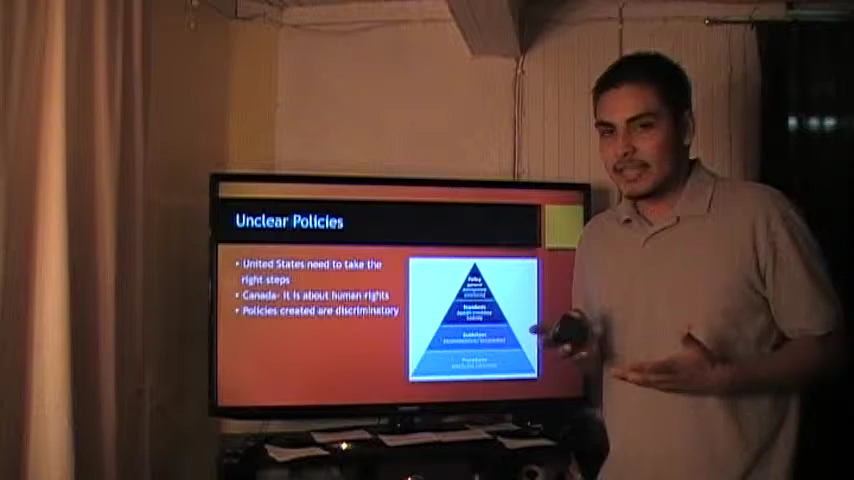 Unclear Policies
• United States need to take the
right steps
• Canada- it is about human rights
• Policies created are discriminatory
Policy
Standards
Guidelines
Procedures